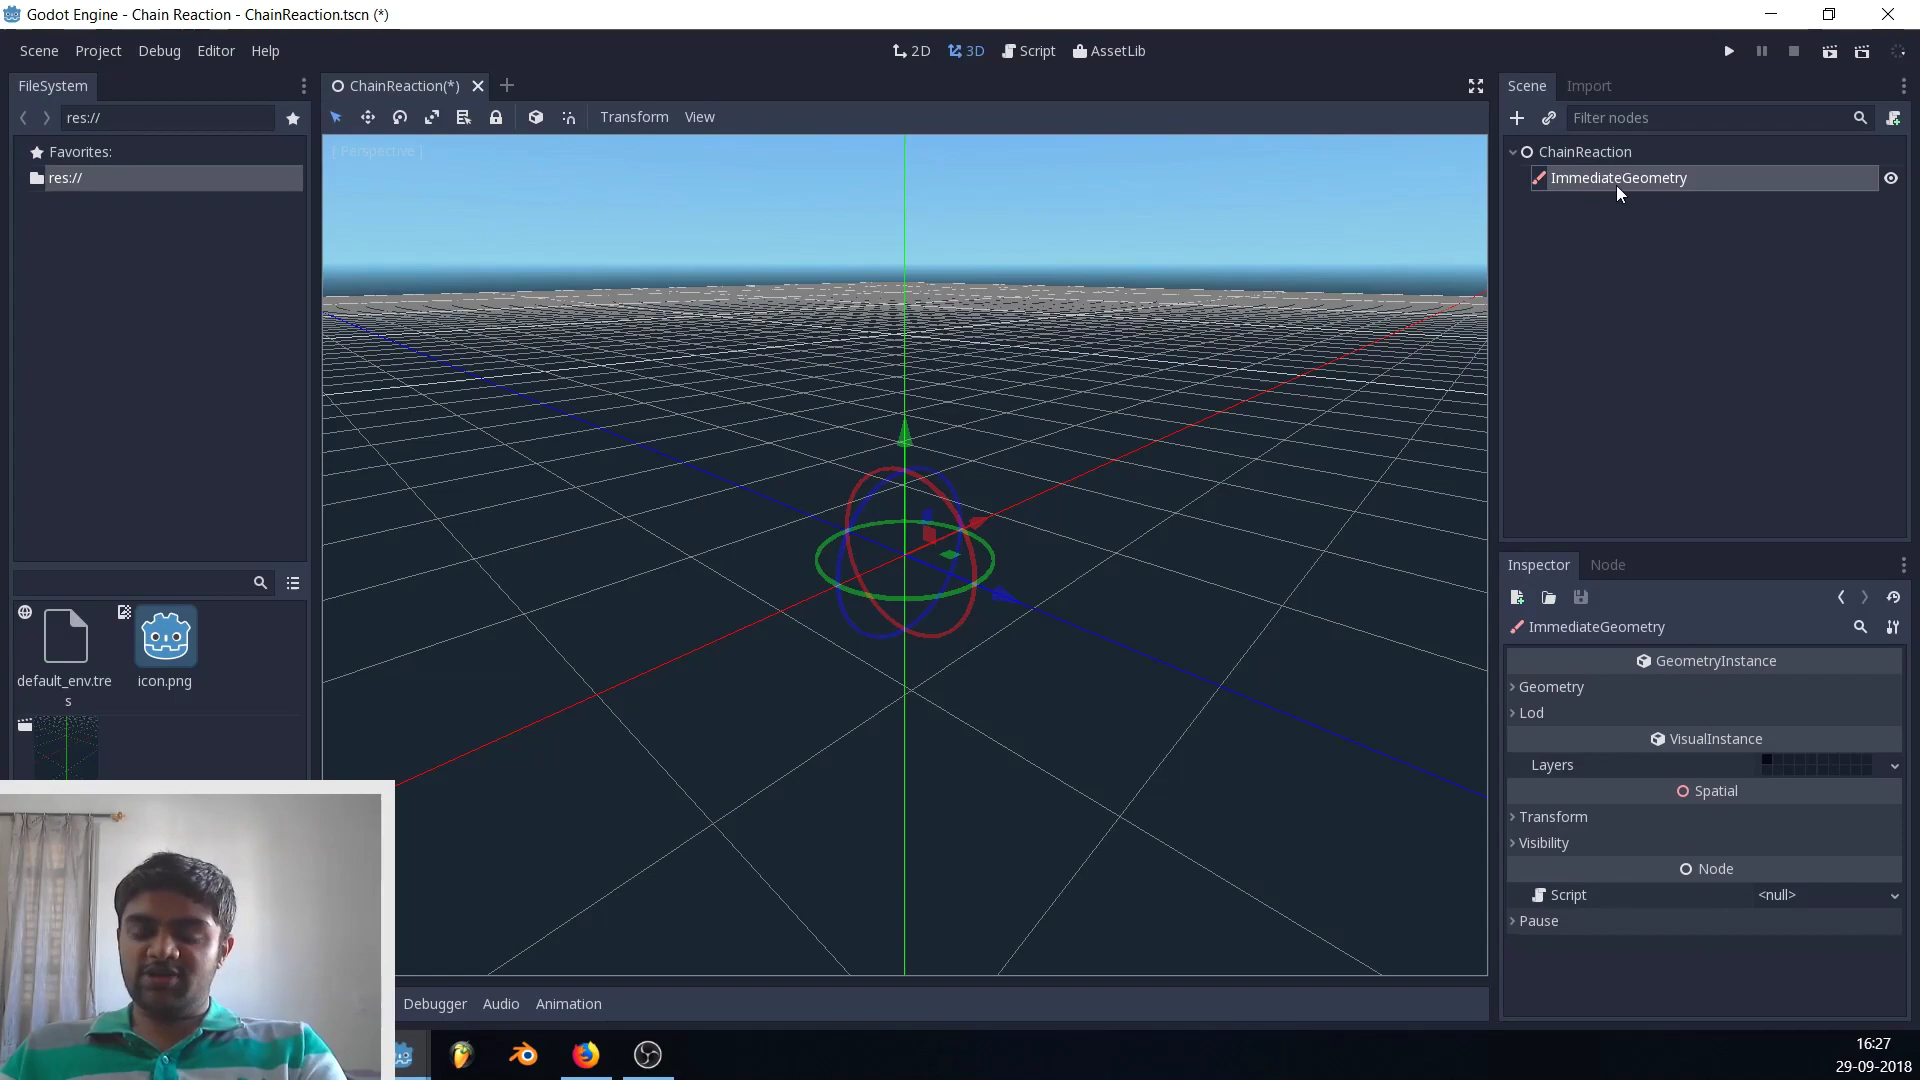 Godot Engine - Chain Reaction - ChainReaction.tscn (*)
Scene Project Debug Editor Help
2D 3D Script AssetLib
FileSystem
ChainReaction(*)
Scene Import
res://
Transform View
Filter nodes
[ Perspective ]
Favorites:
res://
ChainReaction
ImmediateGeometry
Inspector Node
ImmediateGeometry
GeometryInstance
Geometry
Lod
VisualInstance
Layers
Spatial
Transform
Visibility
Node
Script <null>
Pause
default_env.tre
s
icon.png
Debugger Audio Animation
16:27
29-09-2018